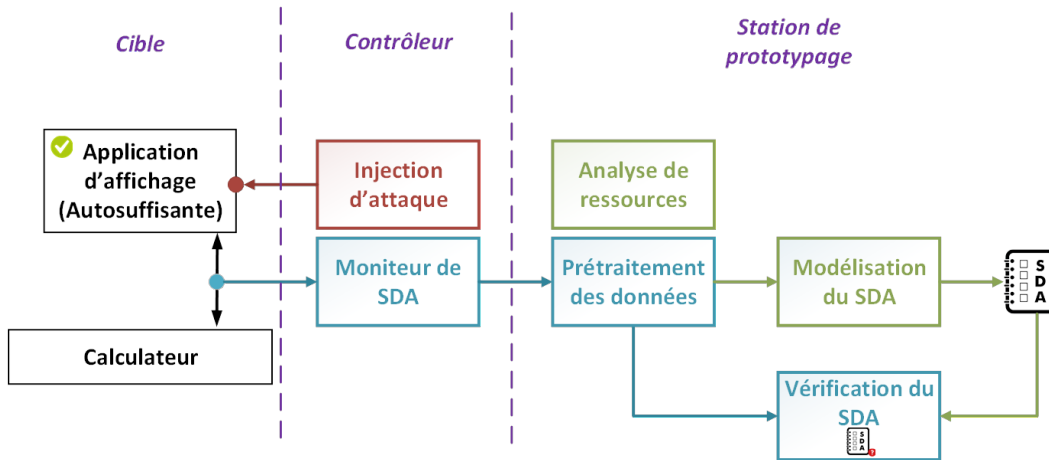 Cible
Contrôleur
Station de
prototypage
Application
d'affichage
(Autosuffisante)
Injection
d'attaque
Analyse de
ressources
Moniteur de
SDA
Prétraitement
des données
Modélisation
du SDA
S
D
A
Calculateur
Vérification du
SDA
S
D
A
?